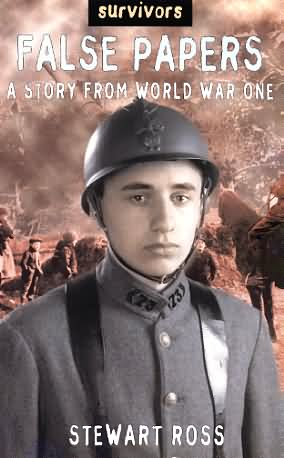 survivors
FALSE PAPERS
A STORY FROM WORLD WAR ONE
STEWART ROSS